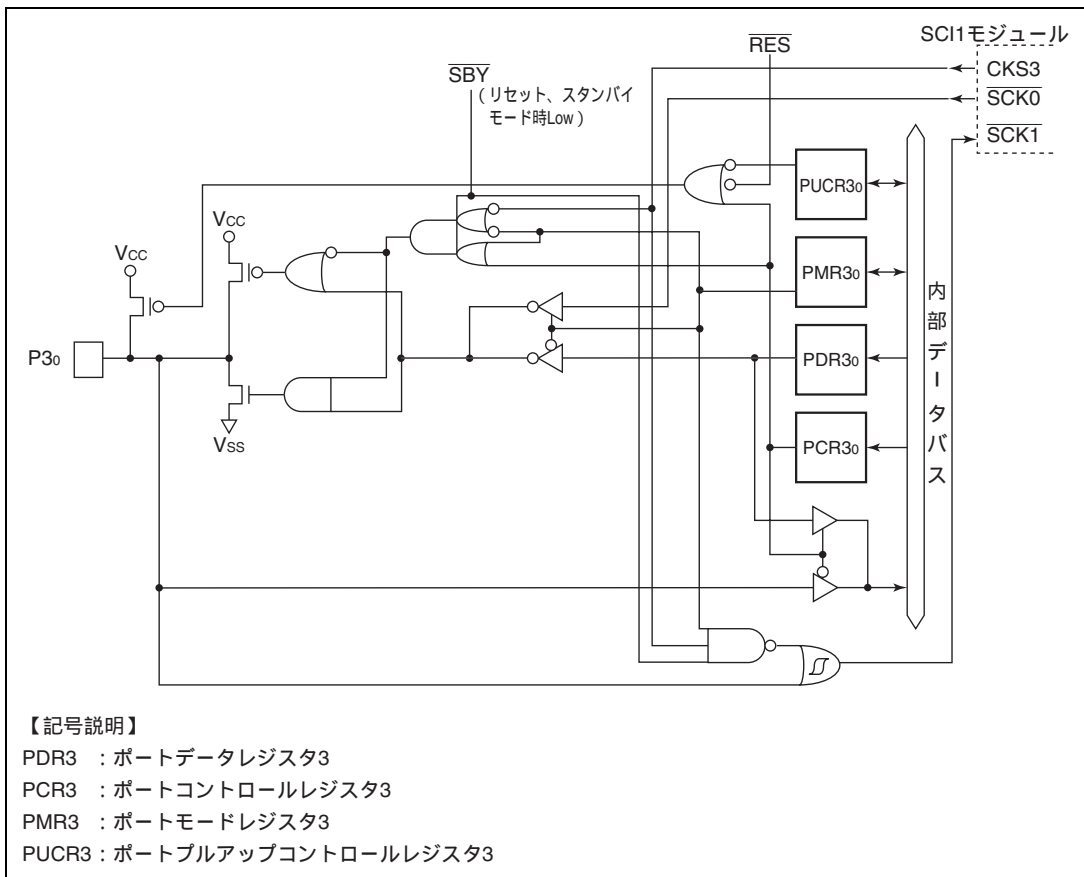 SCI1モジュール
RES
CKS3
SBY
(リセット、スタンバイ
モード時Low)
SCK0
SCK1
PUCR3₀
VCC
VCC
PMR3₀
内部データバス
P3₀
PDR3₀
VSS
PCR3₀
【記号説明】
PDR3 :ポートデータレジスタ3
PCR3 :ポートコントロールレジスタ3
PMR3 :ポートモードレジスタ3
PUCR3:ポートプルアップコントロールレジスタ3